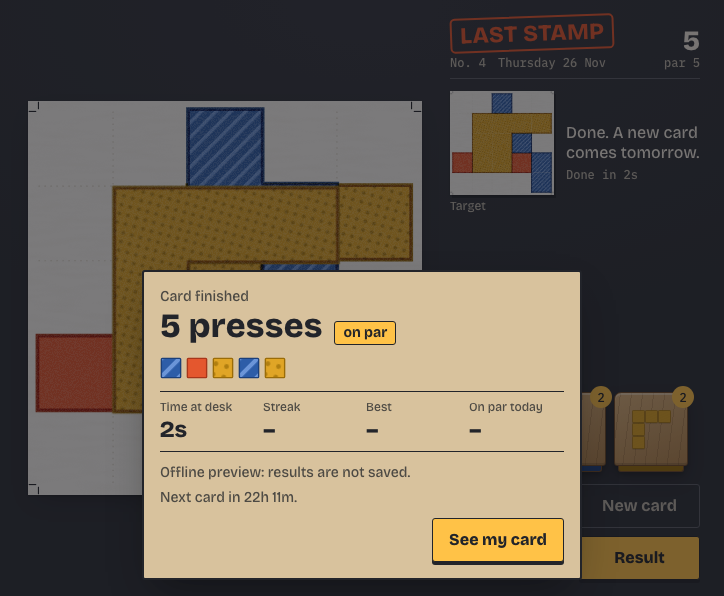 LAST STAMP
5
No. 4 Thursday 26 Nov
par 5
Done. A new card
comes tomorrow.
Done in 2s
Target
Card finished
5 presses
on par
Time at desk
Streak
Best
On par today
2s
–
–
–
Offline preview: results are not saved.
Next card in 22h 11m.
See my card
2
2
New card
Result